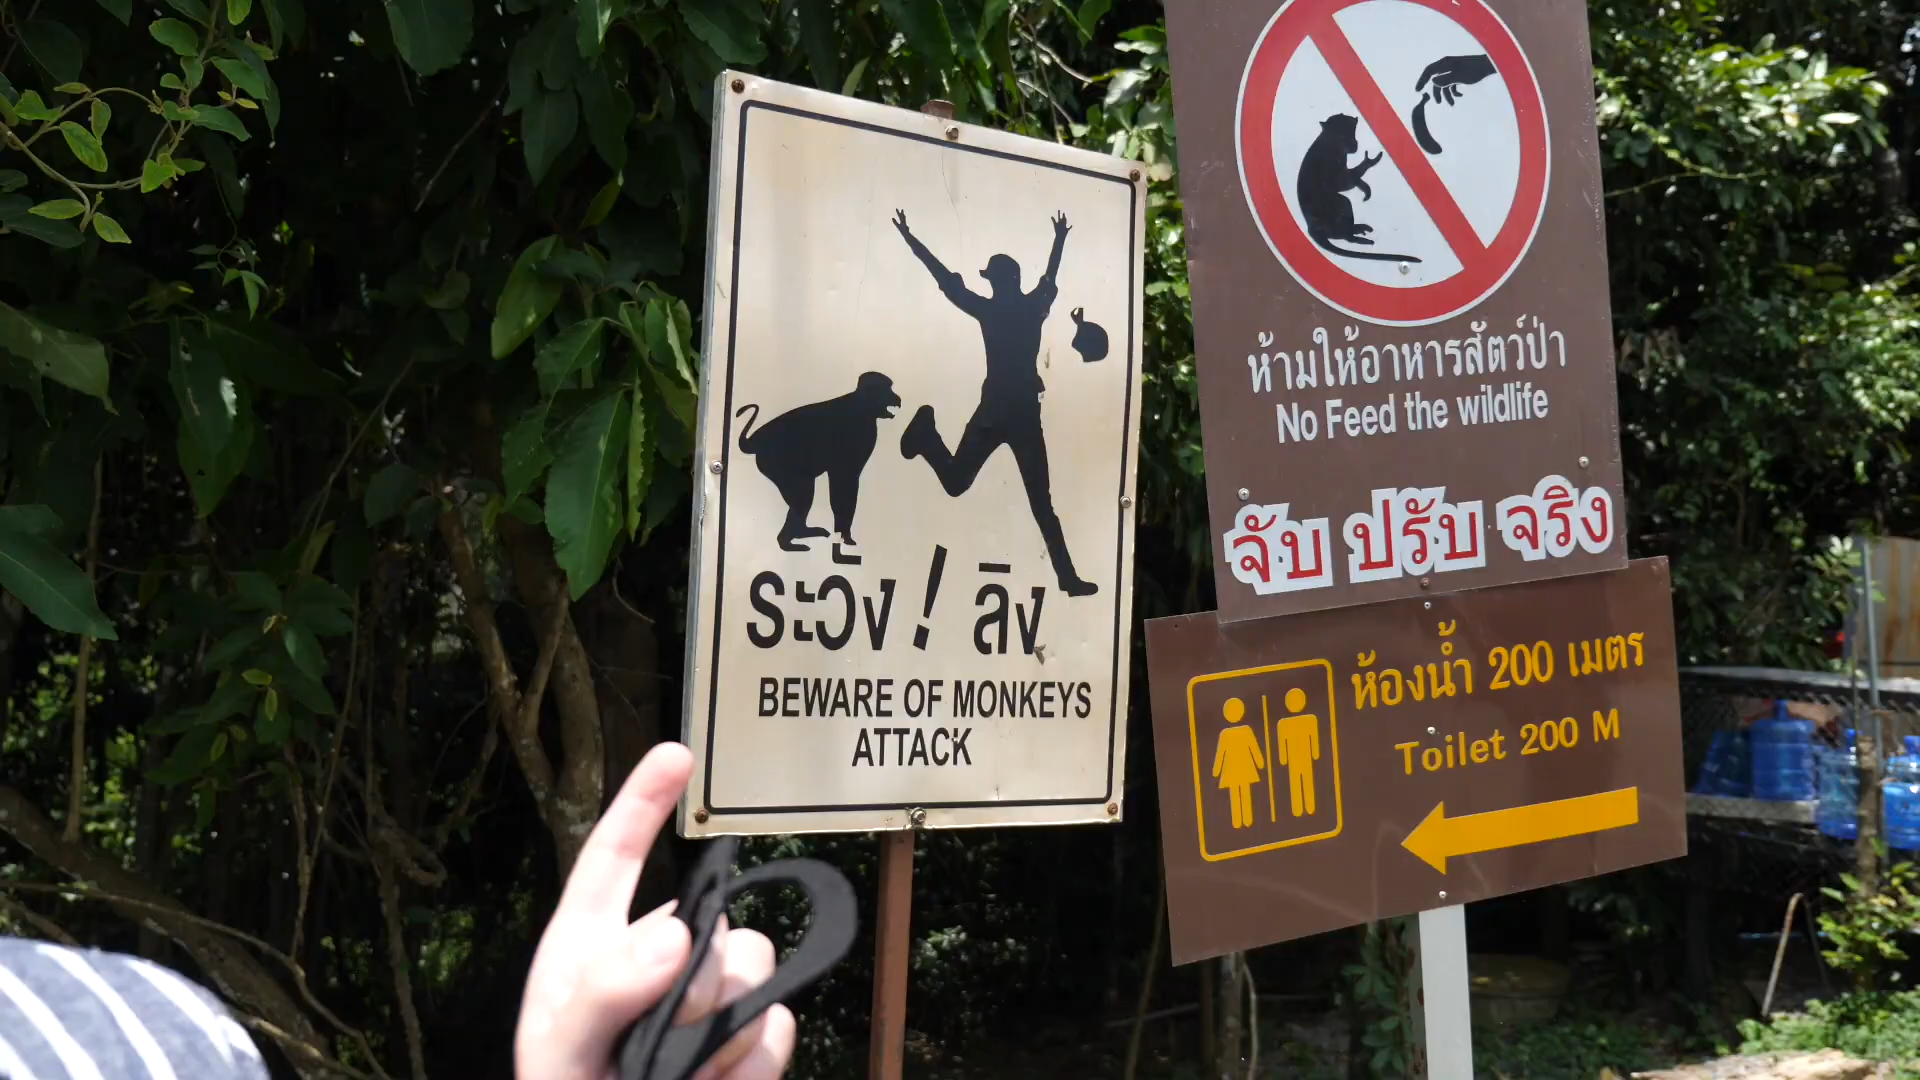 ระวัง ! ลิง
BEWARE OF MONKEYS
ATTACK
ห้ามให้อาหารสัตว์ป่า
No Feed the wildlife
จับ ปรับ จริง
ห้องน้ำ 200 เมตร
Toilet 200 M